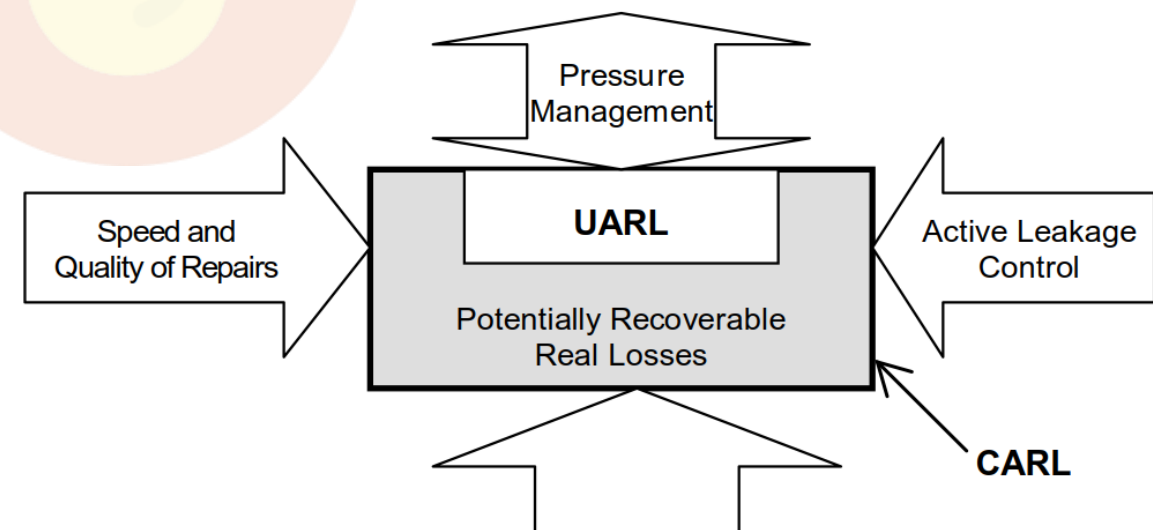 Pressure
Management
Speed and
Quality of Repairs
UARL
Active Leakage
Control
Potentially Recoverable
Real Losses
CARL